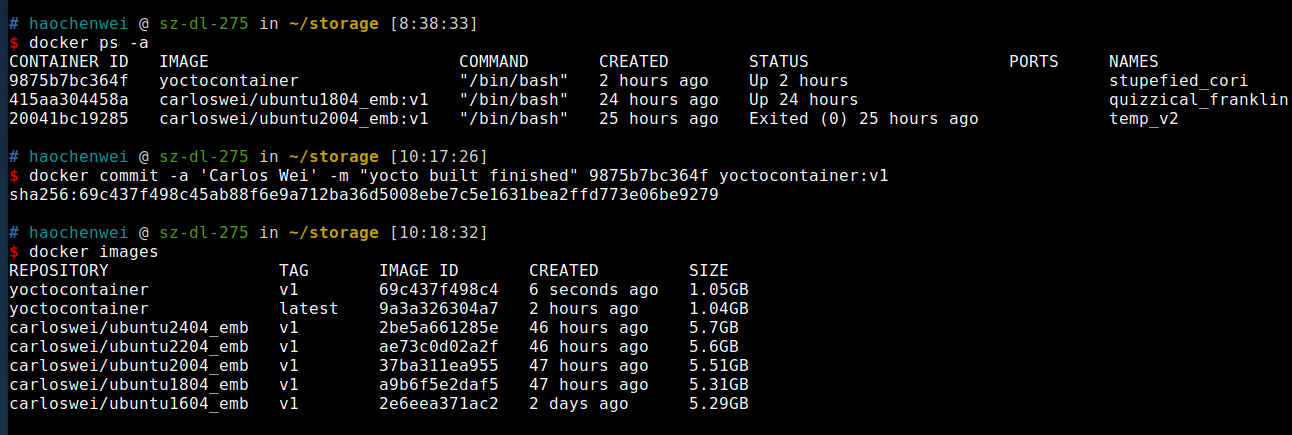 # haochenwei @ sz-dl-275 in ~/storage [8:38:33]
$ docker ps -a
CONTAINER ID   IMAGE                         COMMAND       CREATED        STATUS                    PORTS     NAMES
9875b7bc364f   yoctocontainer                "/bin/bash"   2 hours ago    Up 2 hours                          stupefied_cori
415aa304458a   carloswei/ubuntu1804_emb:v1   "/bin/bash"   24 hours ago   Up 24 hours                         quizzical_franklin
20041bc19285   carloswei/ubuntu2004_emb:v1   "/bin/bash"   25 hours ago   Exited (0) 25 hours ago             temp_v2
# haochenwei @ sz-dl-275 in ~/storage [10:17:26]
$ docker commit -a 'Carlos Wei' -m "yocto built finished" 9875b7bc364f yoctocontainer:v1
sha256:69c437f498c45ab88f6e9a712ba36d5008ebe7c5e1631bea2ffd773e06be9279
# haochenwei @ sz-dl-275 in ~/storage [10:18:32]
$ docker images
REPOSITORY                 TAG       IMAGE ID       CREATED         SIZE
yoctocontainer             v1        69c437f498c4   6 seconds ago   1.05GB
yoctocontainer             latest    9a3a326304a7   2 hours ago     1.04GB
carloswei/ubuntu2404_emb   v1        2be5a661285e   46 hours ago    5.7GB
carloswei/ubuntu2204_emb   v1        ae73c0d02a2f   46 hours ago    5.6GB
carloswei/ubuntu2004_emb   v1        37ba311ea955   47 hours ago    5.51GB
carloswei/ubuntu1804_emb   v1        a9b6f5e2daf5   47 hours ago    5.31GB
carloswei/ubuntu1604_emb   v1        2e6eea371ac2   2 days ago      5.29GB